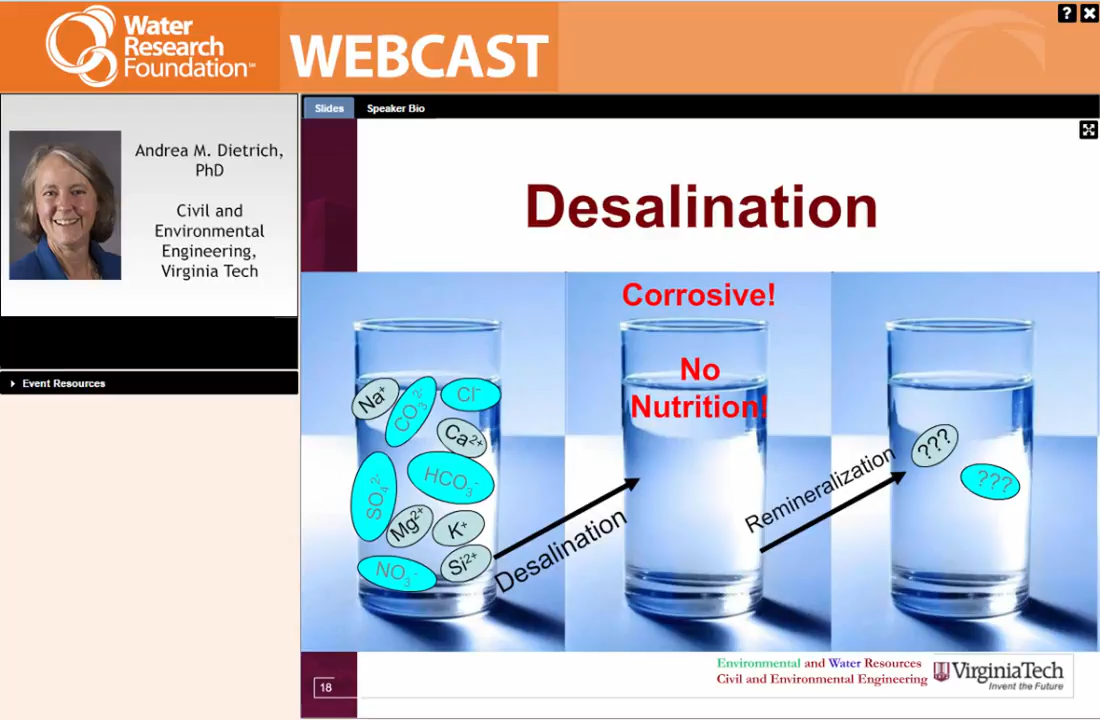 Water
Research
Foundation℠
WEBCAST
?
Andrea M. Dietrich,
PhD
Civil and
Environmental
Engineering,
Virginia Tech
Event Resources
Slides
Speaker Bio
Desalination
Na⁺
CO₃²⁻
Cl⁻
Ca²⁺
SO₄²⁻
HCO₃⁻
Mg²⁺
K⁺
NO₃⁻
Si²⁺
Desalination
Corrosive!
No
Nutrition!
Remineralization
???
???
18
Environmental and Water Resources
Civil and Environmental Engineering
VirginiaTech
Invent the Future